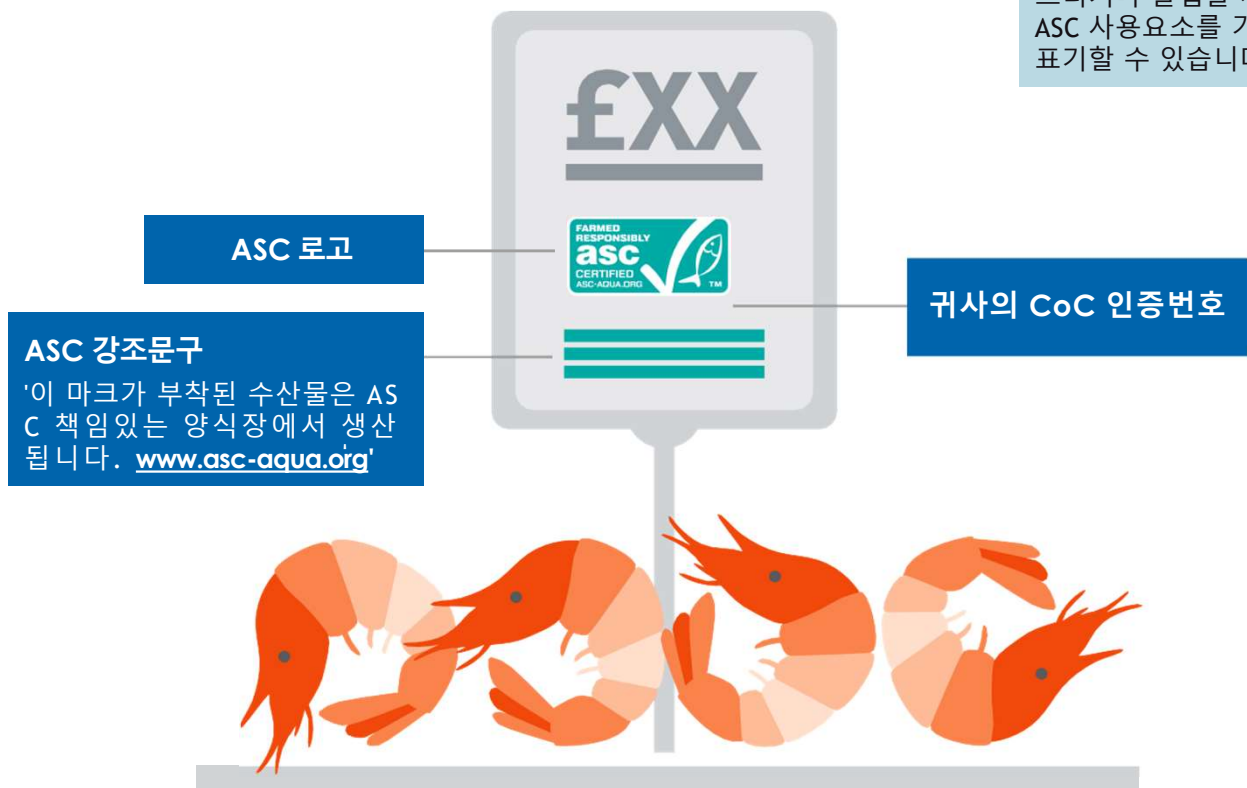 ASC 사용요소를 기
표기할 수 있습니다
£XX
ASC 로고
FARMED
RESPONSIBLY
asc
CERTIFIED
ASC-AQUA.ORG
TM
귀사의 CoC 인증번호
ASC 강조문구
'이 마크가 부착된 수산물은 AS
C 책임있는 양식장에서 생산
됩니다. www.asc-aqua.org'